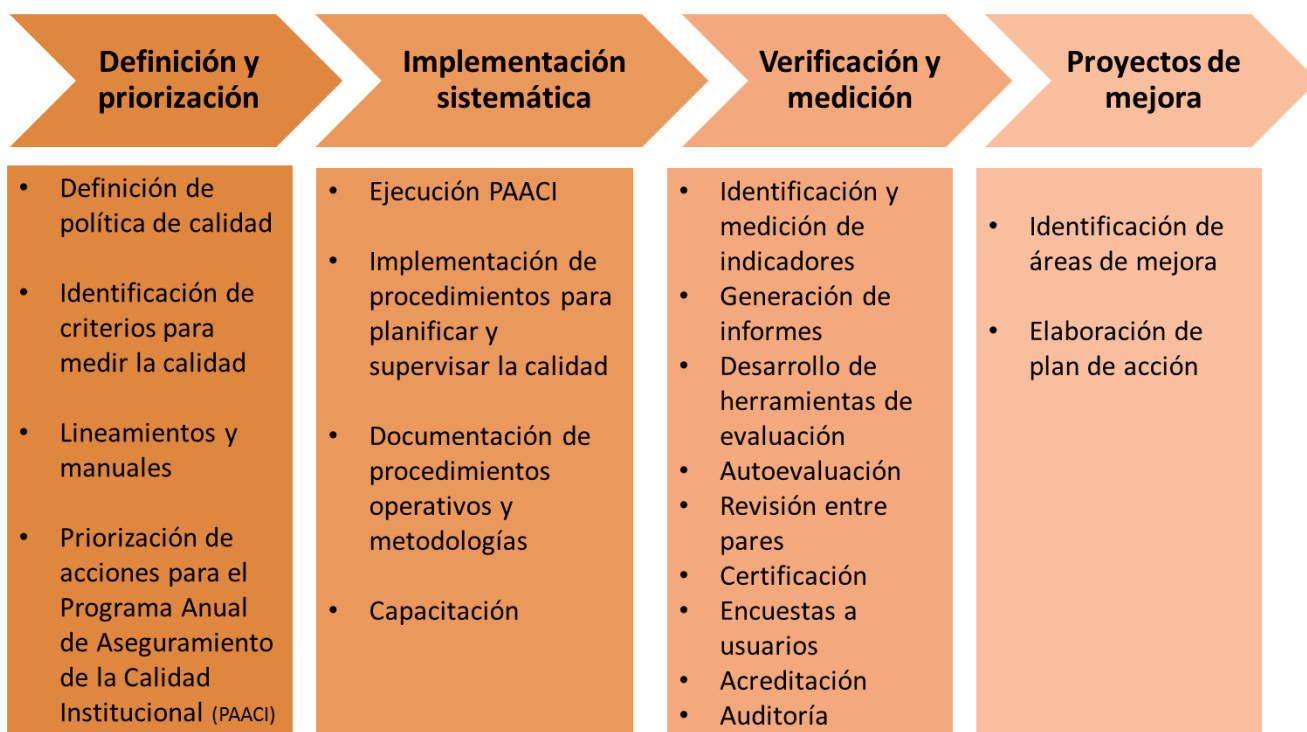 Definición y
priorización
Implementación
sistemática
Verificación y
medición
Proyectos de
mejora
• Definición de
política de calidad
• Identificación de
criterios para
medir la calidad
• Lineamientos y
manuales
• Priorización de
acciones para el
Programa Anual
de Aseguramiento
de la Calidad
Institucional (PAACI)
• Ejecución PAACI
• Implementación de
procedimientos para
planificar y
supervisar la calidad
• Documentación de
procedimientos
operativos y
metodologías
• Capacitación
• Identificación y
medición de
indicadores
• Generación de
informes
• Desarrollo de
herramientas de
evaluación
• Autoevaluación
• Revisión entre
pares
• Certificación
• Encuestas a
usuarios
• Acreditación
• Auditoría
• Identificación de
áreas de mejora
• Elaboración de
plan de acción